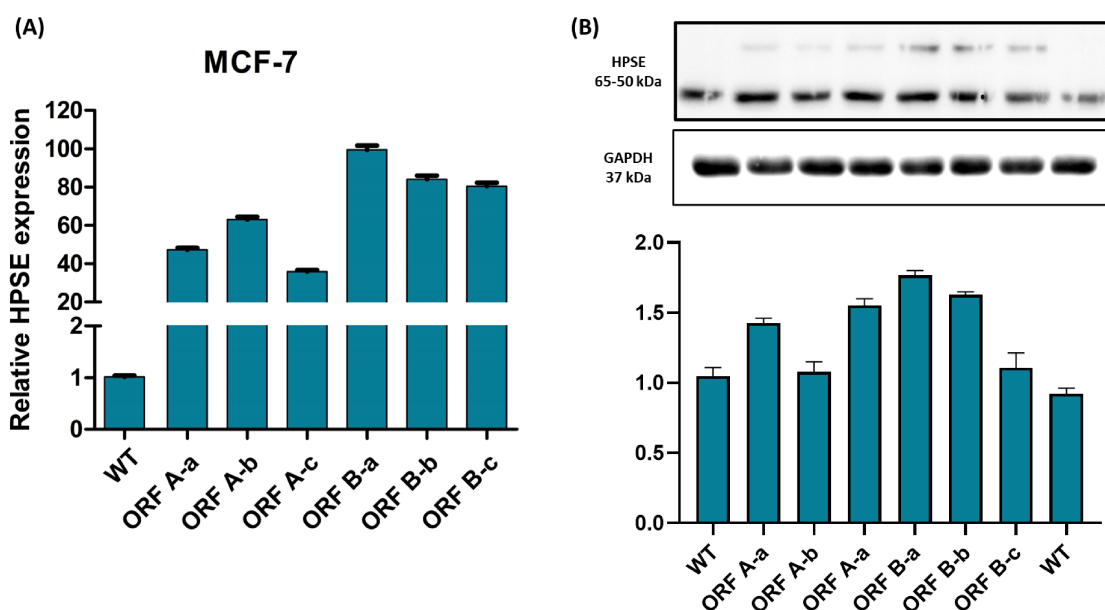 (A)
MCF-7
Relative HPSE expression
120
100
80
60
40
20
2
1
0
WT
ORF A-a
ORF A-b
ORF A-c
ORF B-a
ORF B-b
ORF B-c
(B)
HPSE
65-50 kDa
GAPDH
37 kDa
2.0
1.5
1.0
0.5
0.0
WT
ORF A-a
ORF A-b
ORF A-a
ORF B-a
ORF B-b
ORF B-c
WT